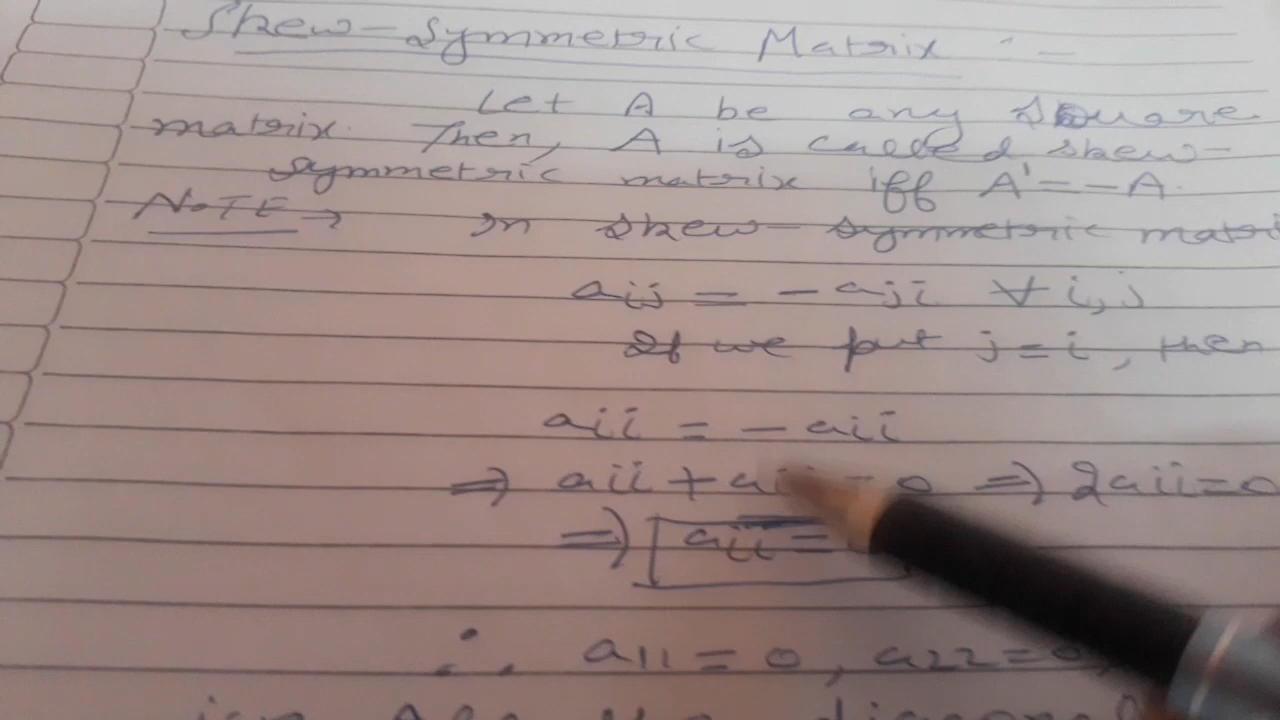 Skew-Symmetric Matrix :-
Let A be any square
matrix. Then, A is called skew-
symmetric matrix iff A' = -A.
NOTE → In skew-symmetric matri
aij = -aji ∀ i,j
If we put j=i, then
aii = -aii
⇒ aii + aii = 0 ⇒ 2aii=0
⇒ aii =
∴ a11 = 0, a22 = 0,